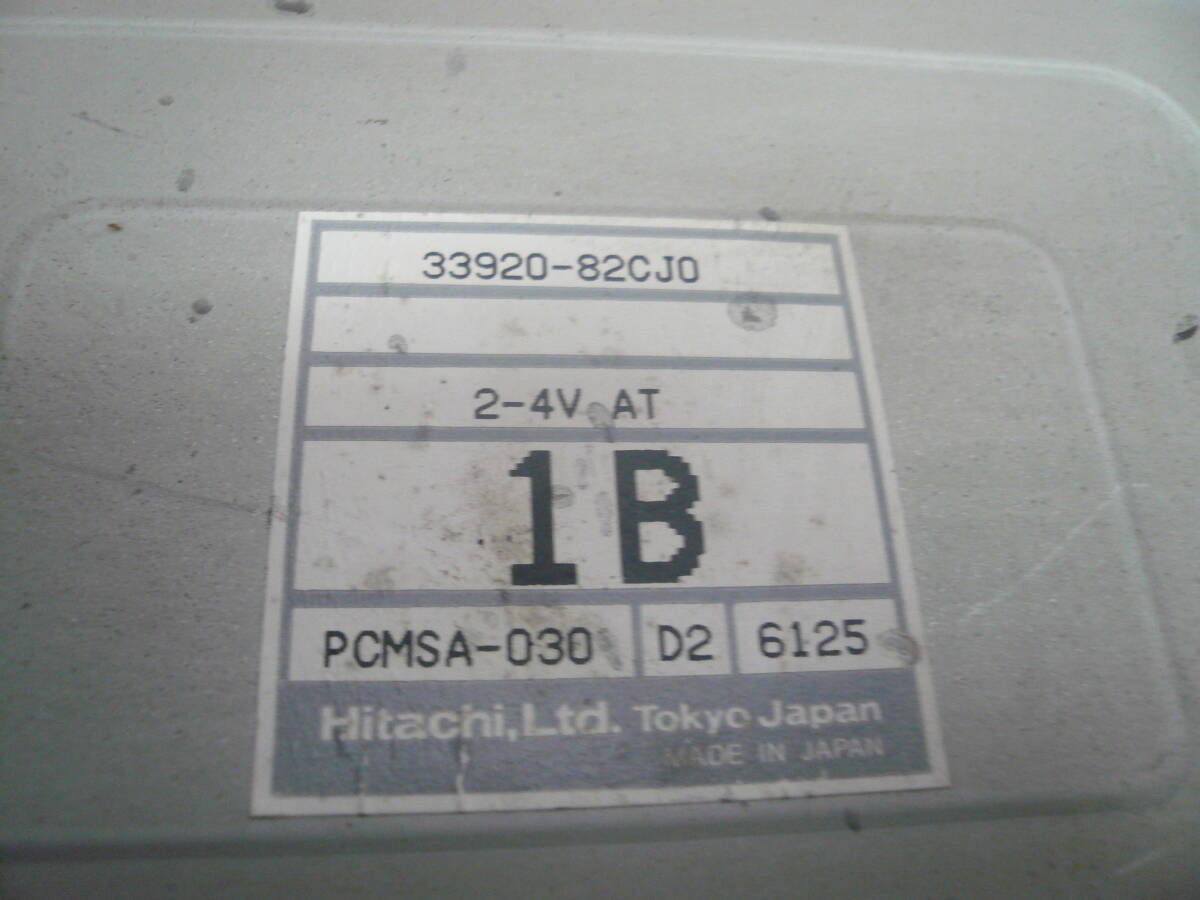 33920-82CJ0
2-4V AT
1B
PCMSA-030 D2 6125
Hitachi,Ltd. Tokyo Japan
MADE IN JAPAN